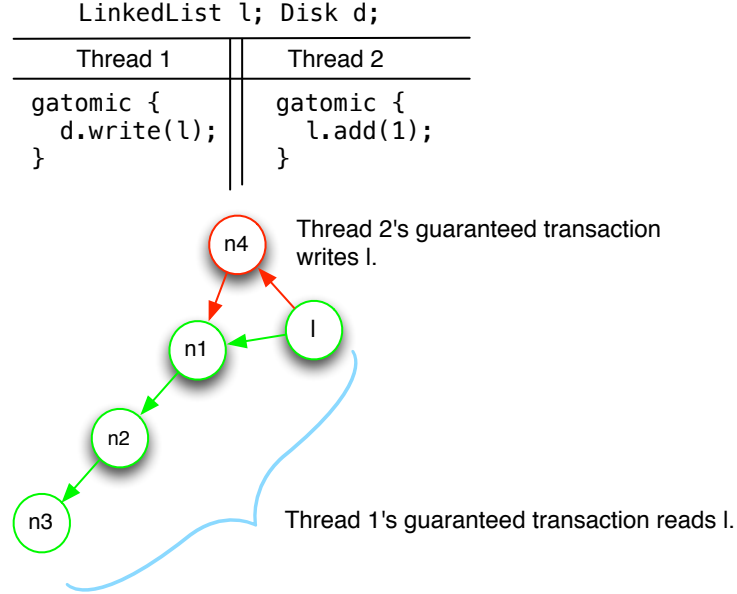 LinkedList l; Disk d;
Thread 1 Thread 2
gatomic { gatomic {
d.write(l); l.add(1);
} }
Thread 2's guaranteed transaction
writes l.
n4
l
n1
n2
n3
Thread 1's guaranteed transaction reads l.